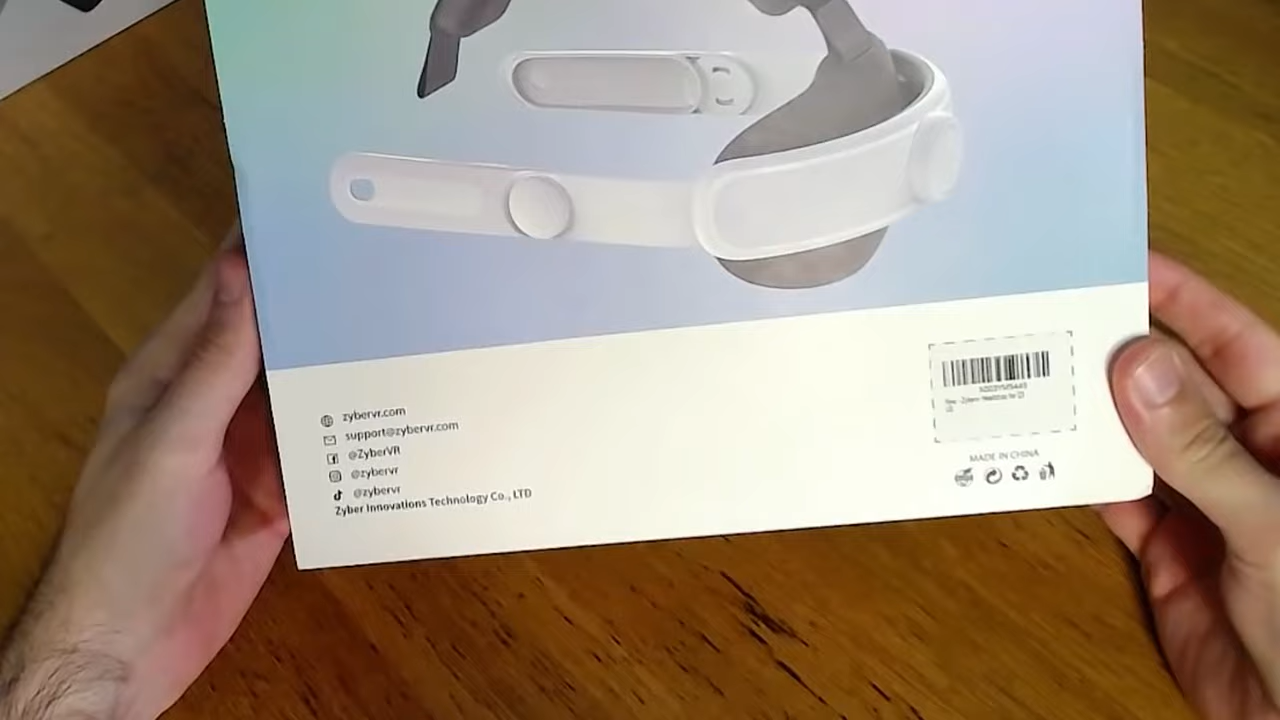 zybervr.com
support@zybervr.com
@ZyberVR
@zybervr
@zybervr
Zyber Innovations Technology Co., LTD
MADE IN CHINA